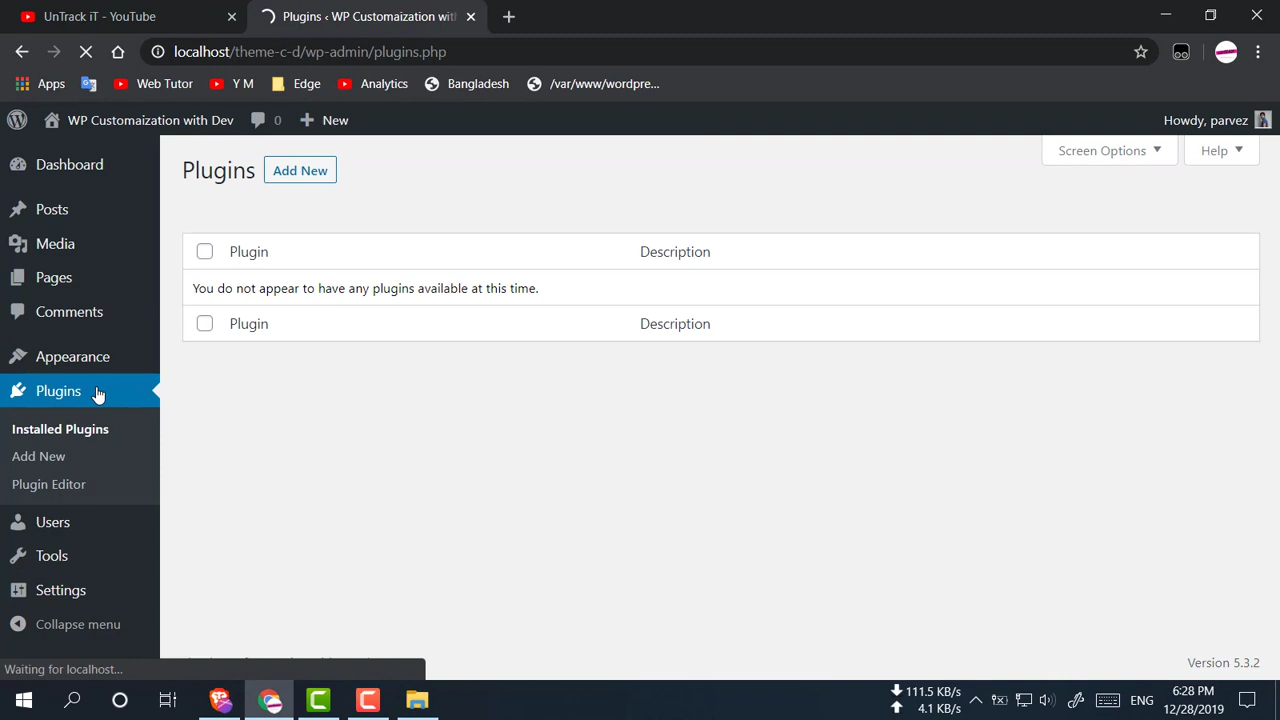 UnTrack iT - YouTube
Plugins ‹ WP Customaization with
localhost/theme-c-d/wp-admin/plugins.php
Apps
Web Tutor
Y M
Edge
Analytics
Bangladesh
/var/www/wordpre...
WP Customaization with Dev
0
New
Howdy, parvez
Dashboard
Posts
Media
Pages
Comments
Appearance
Plugins
Installed Plugins
Add New
Plugin Editor
Users
Tools
Settings
Collapse menu
Plugins
Add New
Screen Options
Help
Plugin
Description
You do not appear to have any plugins available at this time.
Plugin
Description
Waiting for localhost...
Version 5.3.2
111.5 KB/s
4.1 KB/s
ENG
6:28 PM
12/28/2019